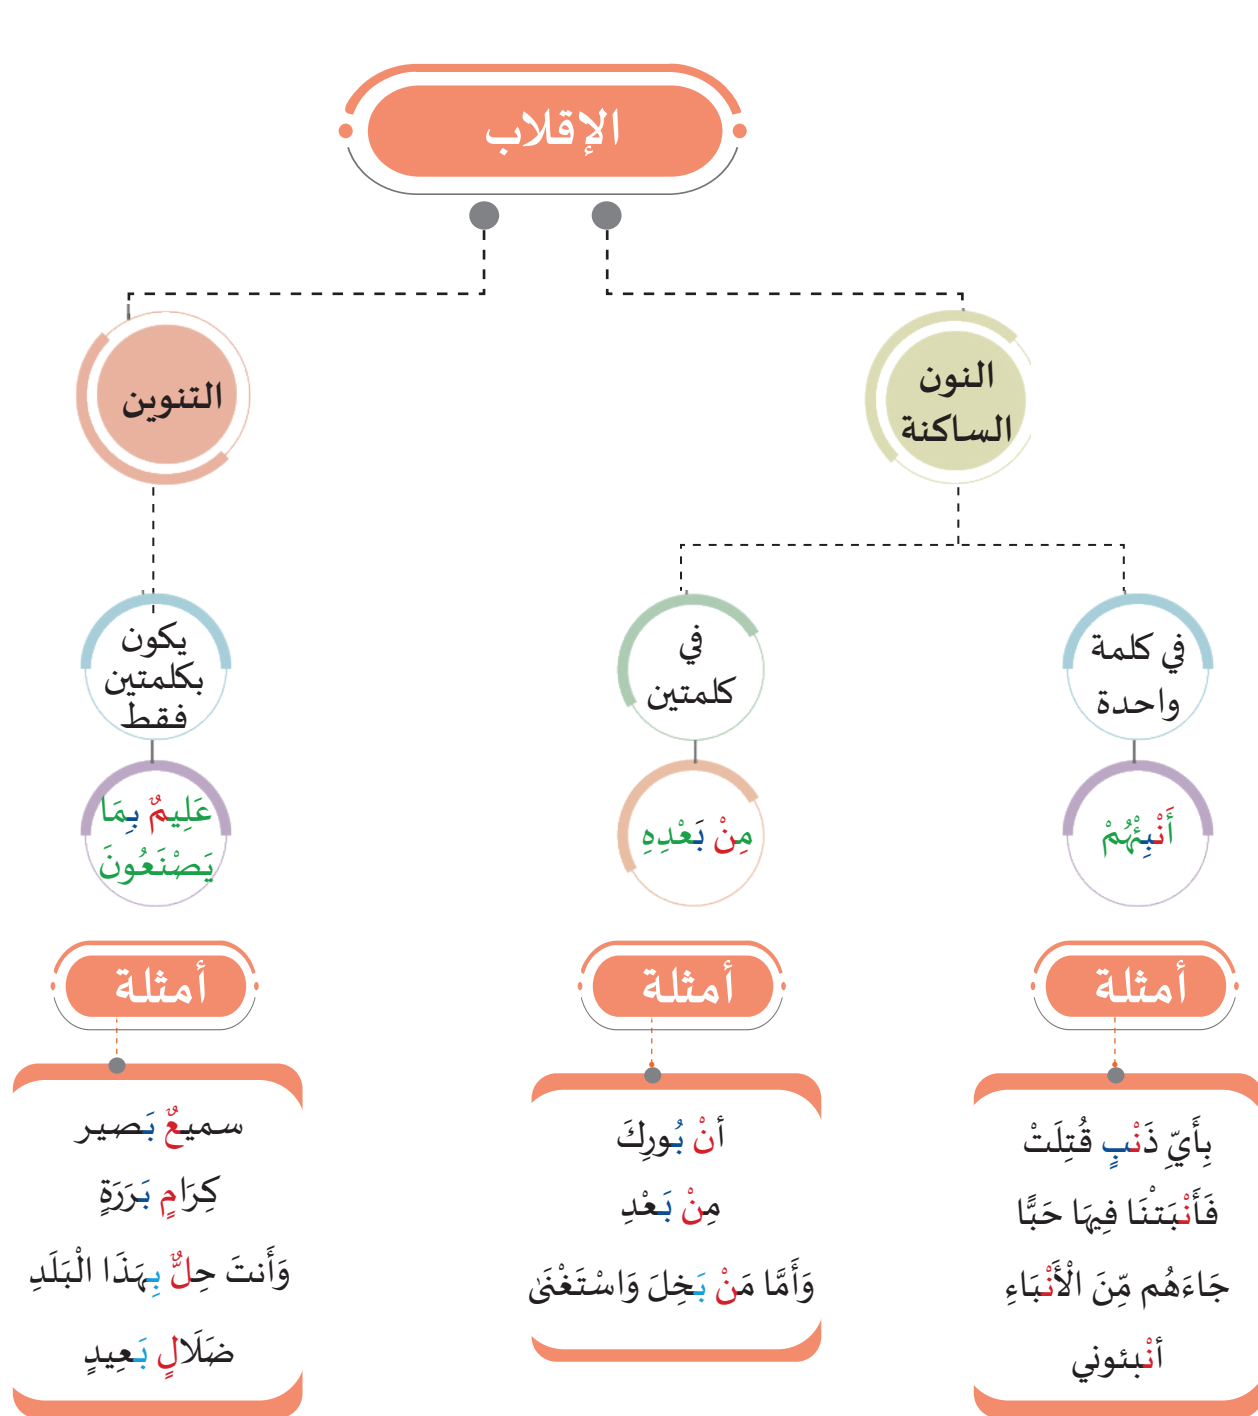 الإقلاب
النون
الساكنة
التنوين
في كلمة
واحدة
في
كلمتين
يكون
بكلمتين
فقط
أَنْبِئْهُمْ
مِنْ بَعْدِهِ
عَلِيمٌ بِمَا
يَصْنَعُونَ
أمثلة
بِأَيِّ ذَنْبٍ قُتِلَتْ
فَأَنْبَتْنَا فِيهَا حَبًّا
جَاءَهُم مِّنَ الْأَنْبَاءِ
أنْبئوني
أمثلة
أنْ بُورِكَ
مِنْ بَعْدِ
وَأَمَّا مَنْ بَخِلَ وَاسْتَغْنَىٰ
أمثلة
سميعٌ بَصير
كِرَامٍ بَرَرَةٍ
وَأَنتَ حِلٌّ بِهَذَا الْبَلَدِ
ضَلَالٍ بَعِيدٍ